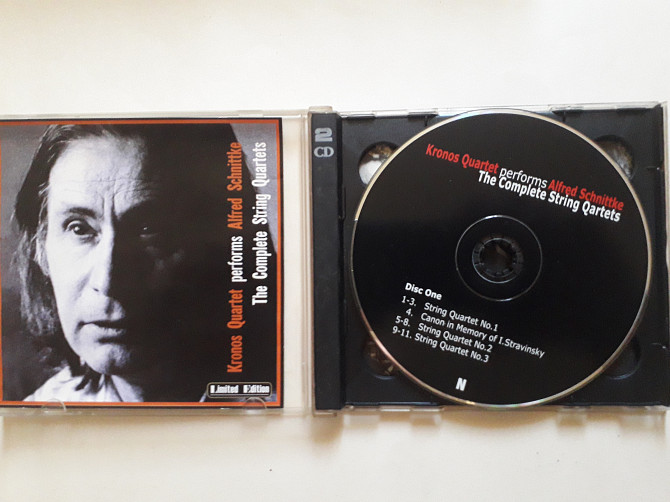 Kronos Quartet performs Alfred Schnittke
The Complete String Quartets
Limited Edition
2
CD
Kronos Quartet performs Alfred Schnittke
The Complete String Qartets
Disc One
1-3. String Quartet No.1
4. Canon in Memory of I.Stravinsky
5-8. String Quartet No.2
9-11. String Quartet No.3
N